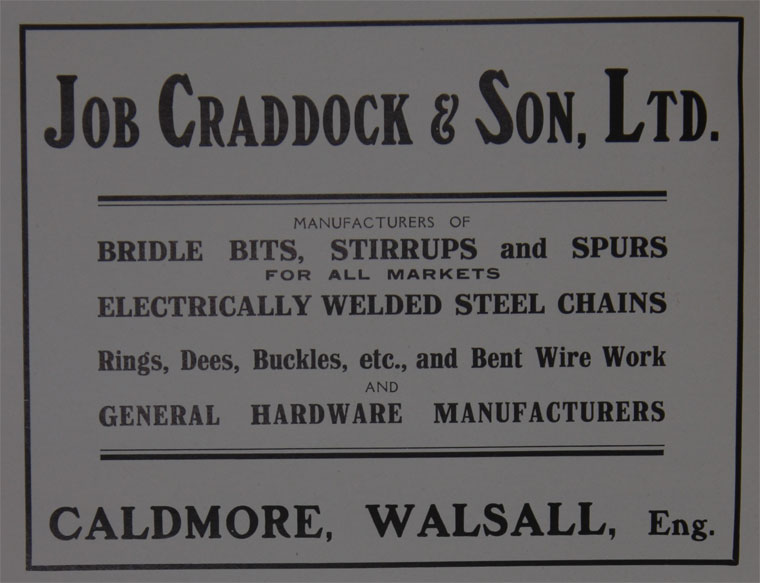 JOB CRADDOCK & SON, LTD.
MANUFACTURERS OF
BRIDLE BITS, STIRRUPS and SPURS
FOR ALL MARKETS
ELECTRICALLY WELDED STEEL CHAINS
Rings, Dees, Buckles, etc., and Bent Wire Work
AND
GENERAL HARDWARE MANUFACTURERS
CALDMORE, WALSALL, Eng.